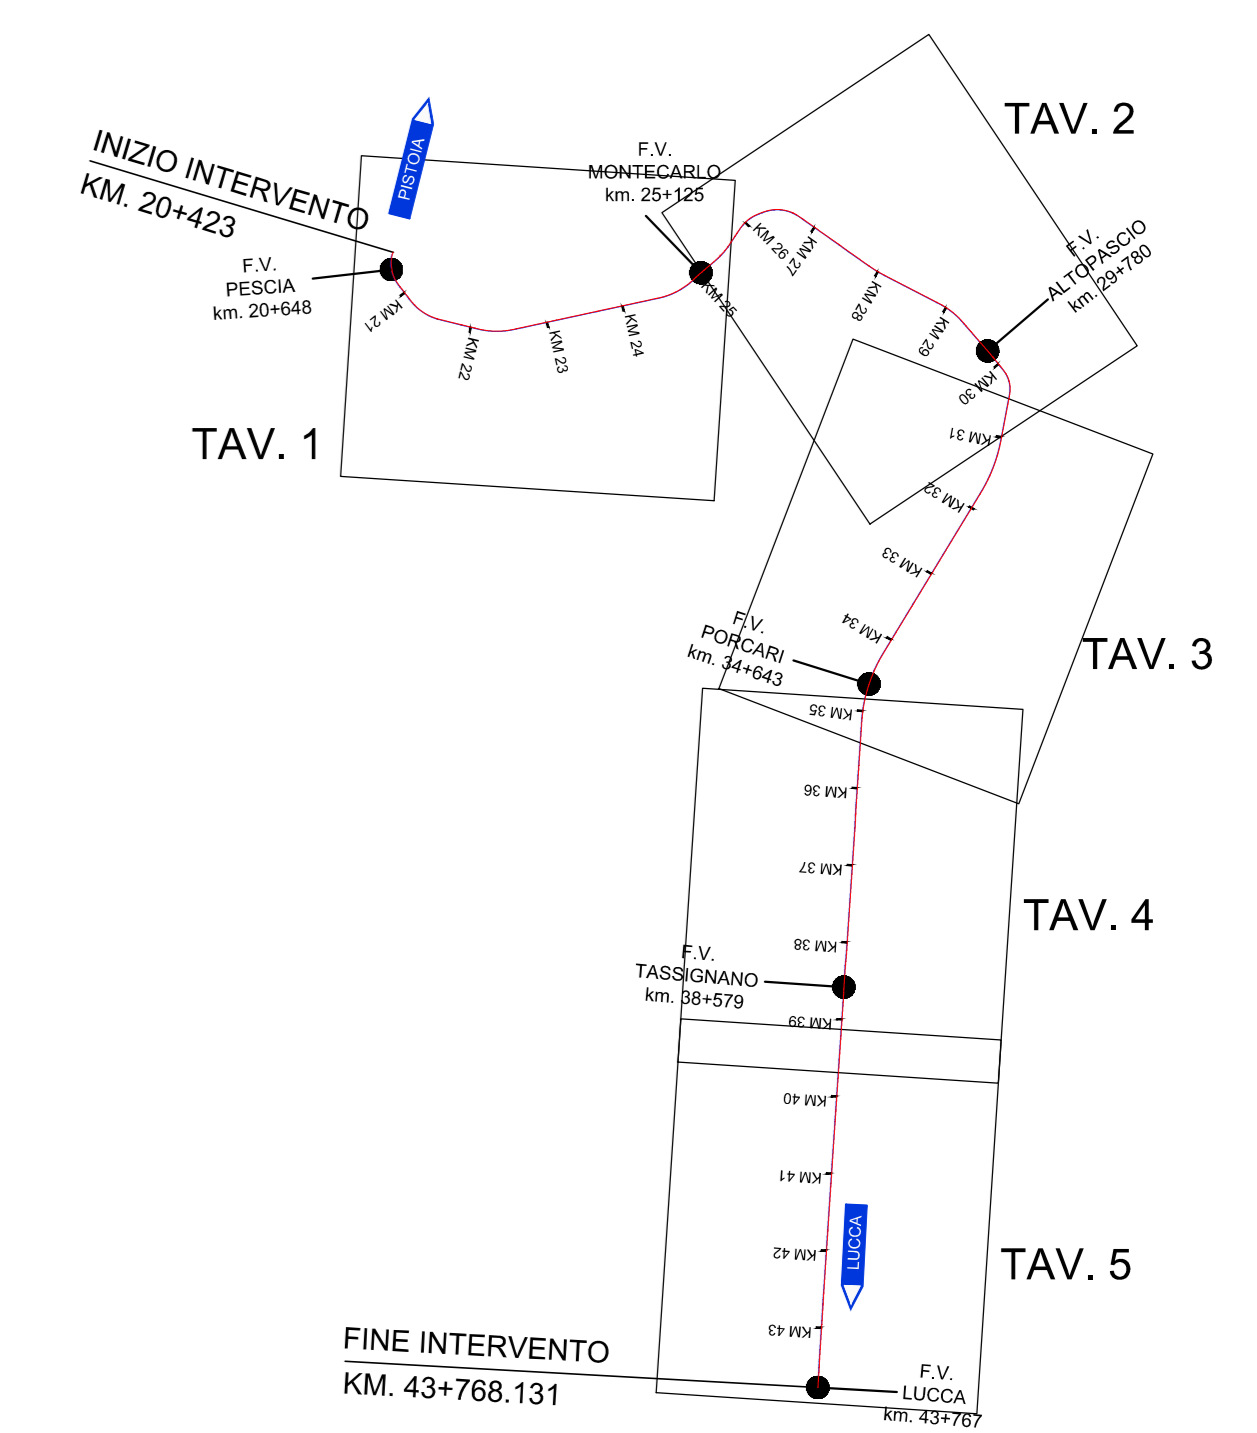 INIZIO INTERVENTO
KM. 20+423
PISTOIA
F.V.
PESCIA
km. 20+648
KM 21
KM 22
KM 23
KM 24
TAV. 1
F.V.
MONTECARLO
km. 25+125
KM 25
KM 26
KM 27
KM 28
KM 29
TAV. 2
F.V.
ALTOPASCIO
km. 29+780
KM 30
KM 31
KM 32
KM 33
KM 34
TAV. 3
F.V.
PORCARI
km. 34+643
KM 35
KM 36
KM 37
KM 38
TAV. 4
F.V.
TASSIGNANO
km. 38+579
KM 39
KM 40
KM 41
KM 42
KM 43
LUCCA
TAV. 5
FINE INTERVENTO
KM. 43+768.131
F.V.
LUCCA
km. 43+767